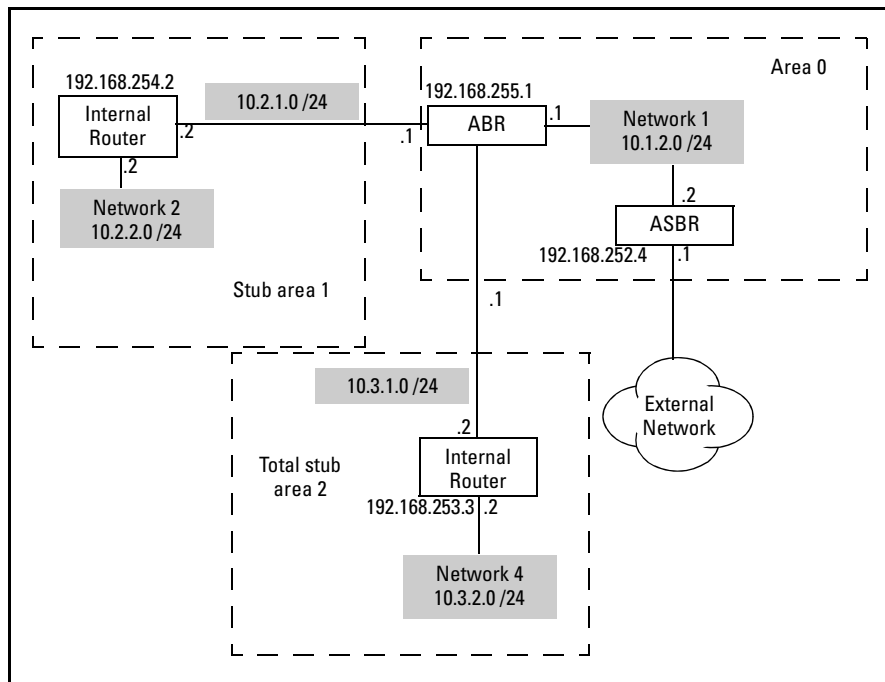 Area 0
192.168.254.2
10.2.1.0 /24
192.168.255.1
Internal
Router
.2
.1
ABR
.1
Network 1
10.1.2.0 /24
.2
Network 2
10.2.2.0 /24
.2
ASBR
192.168.252.4
.1
Stub area 1
.1
10.3.1.0 /24
External
Network
.2
Total stub
area 2
Internal
Router
192.168.253.3
.2
Network 4
10.3.2.0 /24